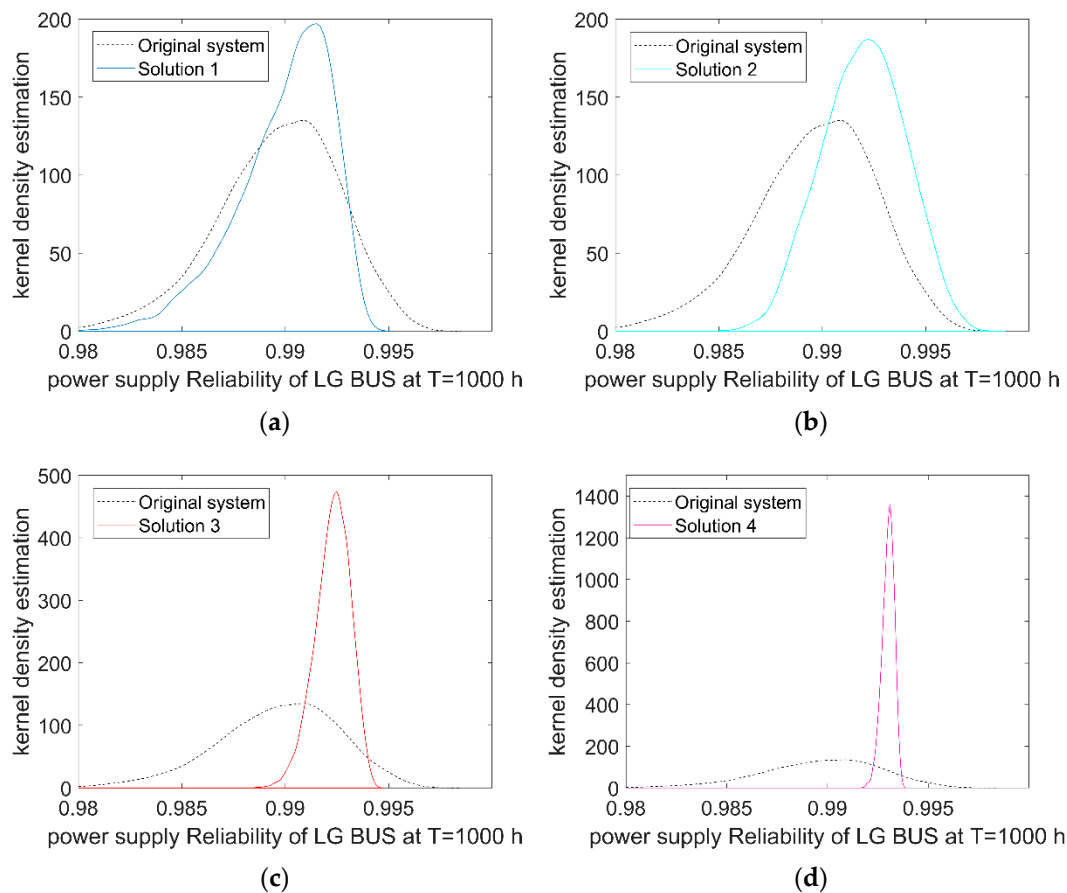 200
150
100
50
0
kernel density estimation
Original system
Solution 1
0.98
0.985
0.99
0.995
power supply Reliability of LG BUS at T=1000 h
(a)
200
150
100
50
0
kernel density estimation
Original system
Solution 2
0.98
0.985
0.99
0.995
power supply Reliability of LG BUS at T=1000 h
(b)
500
400
300
200
100
0
kernel density estimation
Original system
Solution 3
0.98
0.985
0.99
0.995
power supply Reliability of LG BUS at T=1000 h
(c)
1400
1200
1000
800
600
400
200
0
kernel density estimation
Original system
Solution 4
0.98
0.985
0.99
0.995
power supply Reliability of LG BUS at T=1000 h
(d)